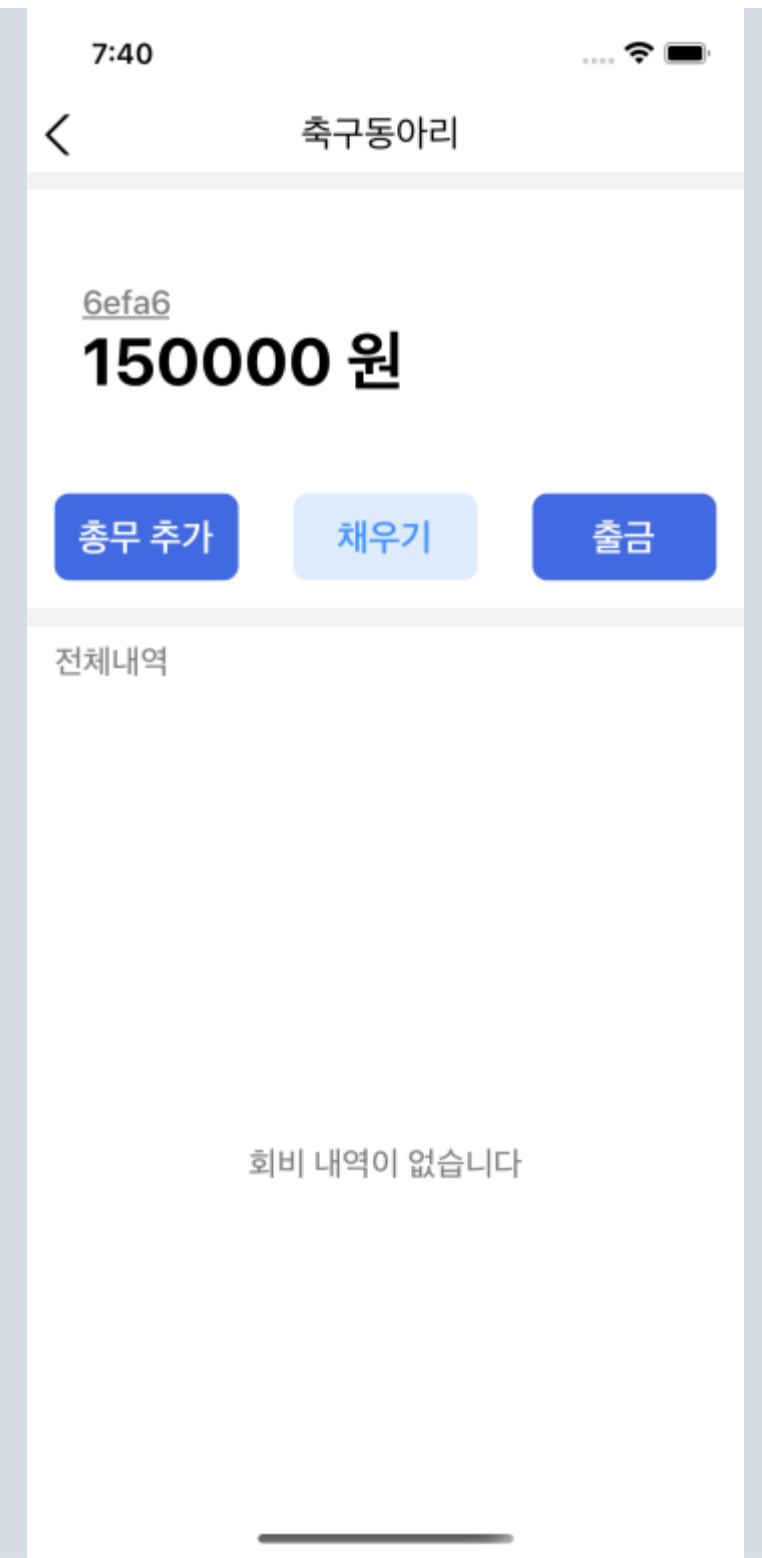 7:40
축구동아리
6efa6
150000 원
총무 추가
채우기
출금
전체내역
회비 내역이 없습니다